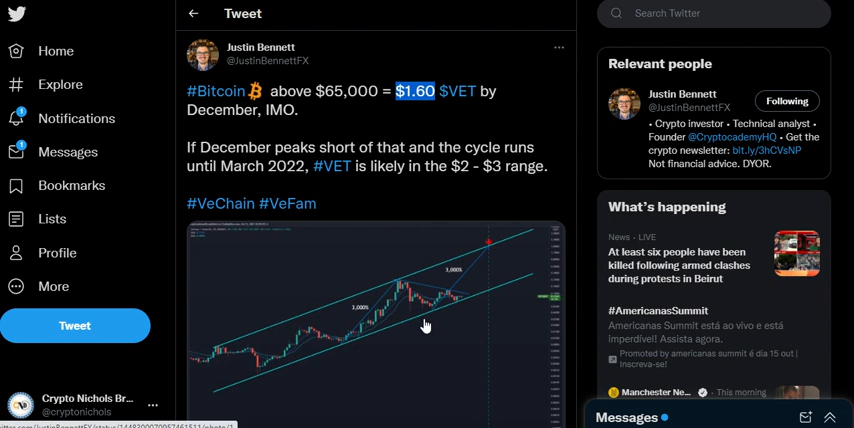 Home
Explore
1
Notifications
1
Messages
Bookmarks
Lists
Profile
More
Tweet
Crypto Nichols Br...
@cryptonichols
Tweet
Justin Bennett
@JustinBennettFX
#Bitcoin above $65,000 = $1.60 $VET by
December, IMO.
If December peaks short of that and the cycle runs
until March 2022, #VET is likely in the $2 - $3 range.
#VeChain #VeFam
3,000%
3,000%
Search Twitter
Relevant people
Justin Bennett
@JustinBennettFX
Following
• Crypto investor • Technical analyst •
Founder @CryptocademyHQ • Get the
crypto newsletter: bit.ly/3hCVsNP
Not financial advice. DYOR.
What's happening
News · LIVE
At least six people have been
killed following armed clashes
during protests in Beirut
#AmericanasSummit
Americanas Summit está ao vivo e está
imperdível! Assista agora.
Promoted by americanas summit é dia 15 out |
Inscreva-se!
Manchester Ne... · This morning
Messages